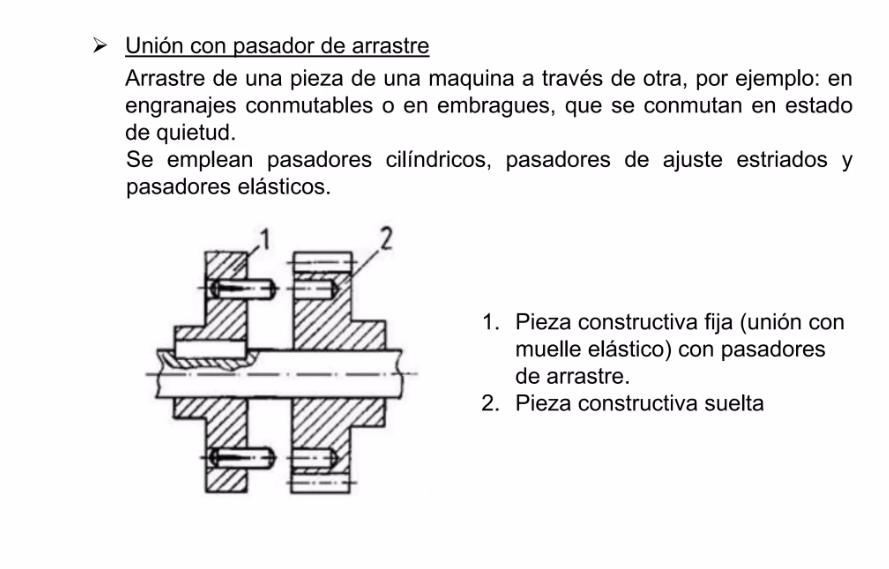 ➤ Unión con pasador de arrastre
Arrastre de una pieza de una maquina a través de otra, por ejemplo: en
engranajes conmutables o en embragues, que se conmutan en estado
de quietud.
Se emplean pasadores cilíndricos, pasadores de ajuste estriados y
pasadores elásticos.
1
2
1. Pieza constructiva fija (unión con
muelle elástico) con pasadores
de arrastre.
2. Pieza constructiva suelta